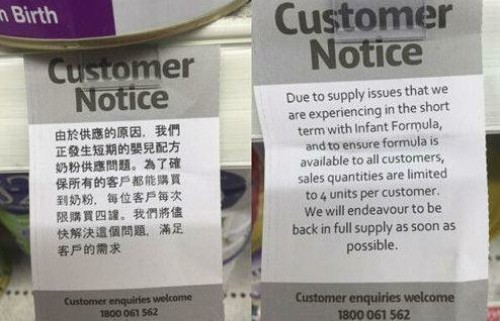 n Birth
Customer
Notice
由於供應的原因，我們
正發生短期的嬰兒配方
奶粉供應問題。為了確
保所有的客戶都能購買
到奶粉，每位客戶每次
限購買四罐。我們將儘
快解決這個問題，滿足
客戶的需求
Customer enquiries welcome
1800 061 562
Customer
Notice
Due to supply issues that we
are experiencing in the short
term with Infant Formula,
and to ensure formula is
available to all customers,
sales quantities are limited
to 4 units per customer.
We will endeavour to be
back in full supply as soon as
possible.
Customer enquiries welcome
1800 061 562